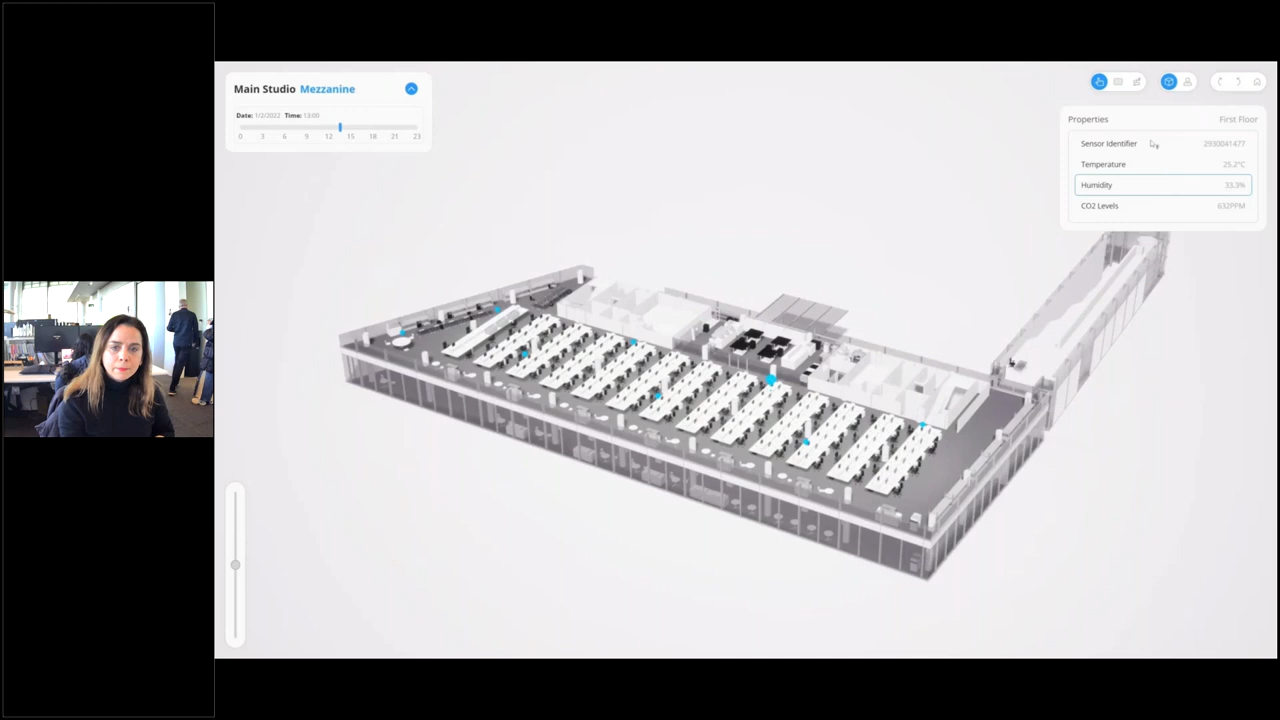 Main Studio Mezzanine
Date: 1/2/2022 Time: 13:00
0 3 6 9 12 15 18 21 23
Properties First Floor
Sensor Identifier 2930041477
Temperature 25.2°C
Humidity 33.3%
CO2 Levels 632PPM